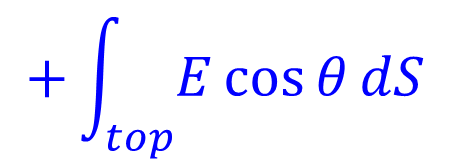 + ∫_top E cos θ dS